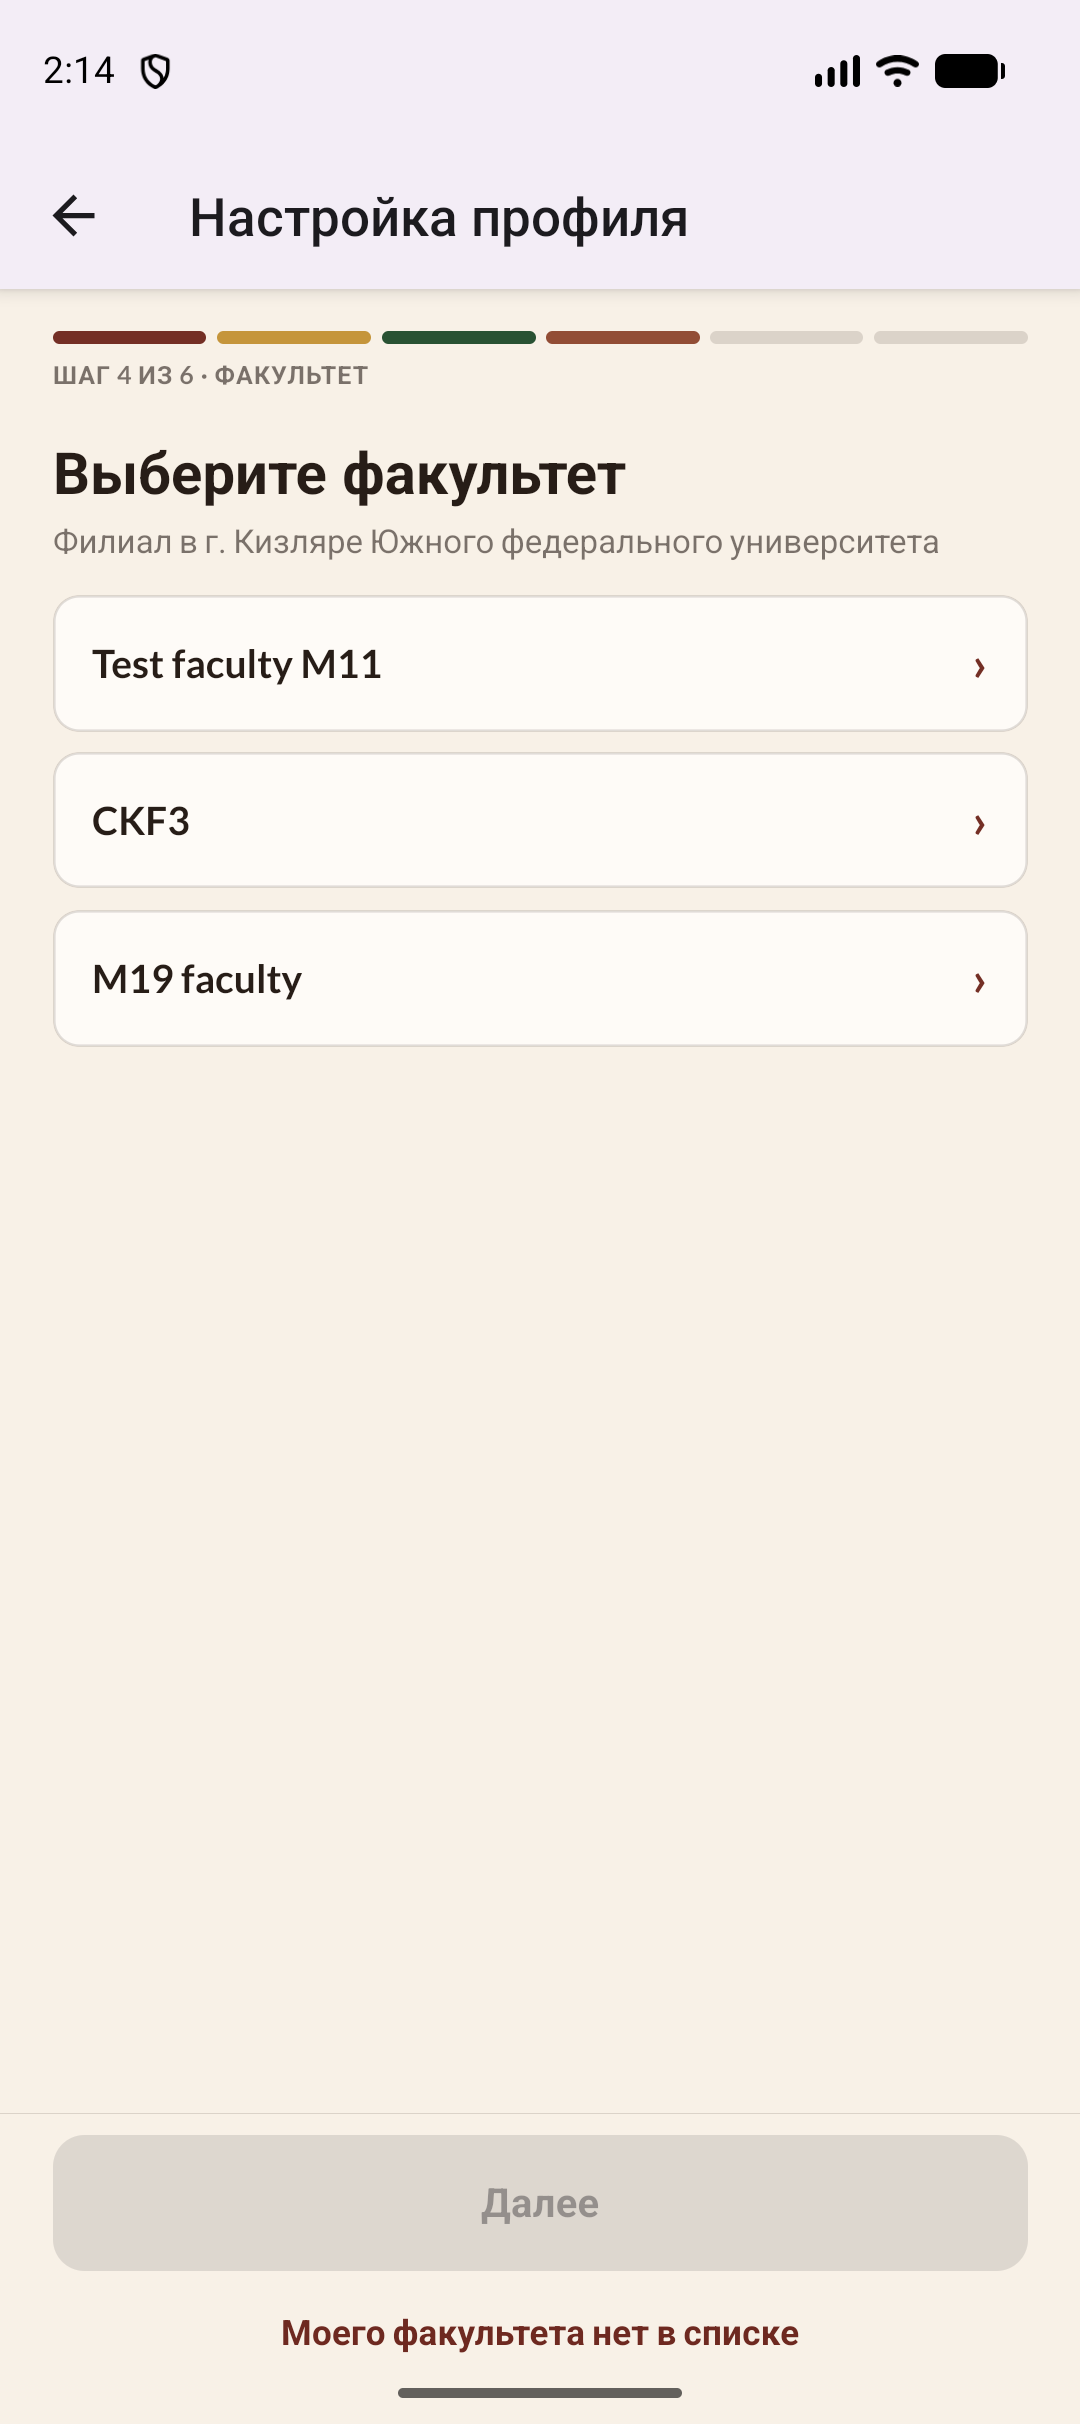 2:14
Настройка профиля
ШАГ 4 ИЗ 6 · ФАКУЛЬТЕТ
Выберите факультет
Филиал в г. Кизляре Южного федерального университета
Test faculty M11
CKF3
M19 faculty
Далее
Моего факультета нет в списке